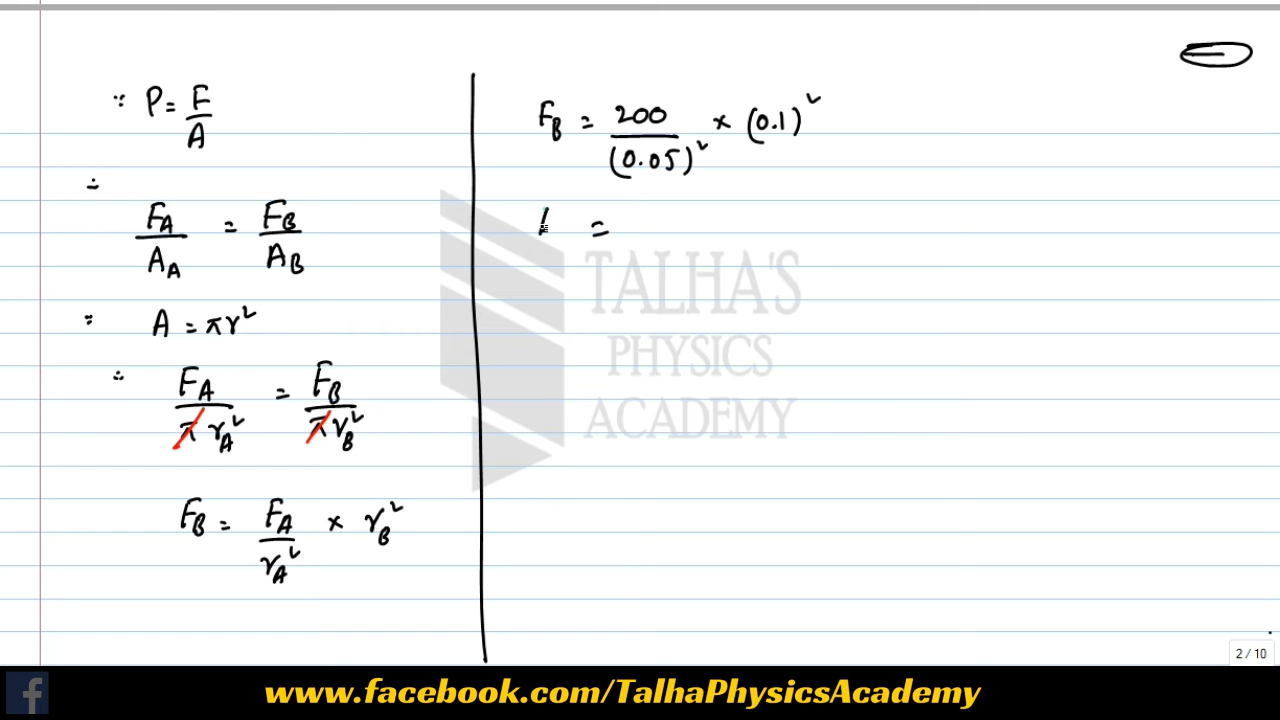 ∵ P = F/A
∴
F_A/A_A = F_B/A_B
∵ A = πr²
∴ F_A/πr_A² = F_B/πr_B²
F_B = F_A/r_A² × r_B²
F_B = 200/(0.05)² × (0.1)²
=
TALHA'S
PHYSICS
ACADEMY
2 / 10
www.facebook.com/TalhaPhysicsAcademy